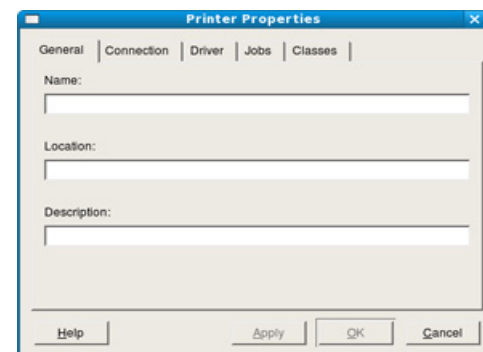 Printer Properties
General Connection Driver Jobs Classes
Name:
Location:
Description:
Help Apply OK Cancel